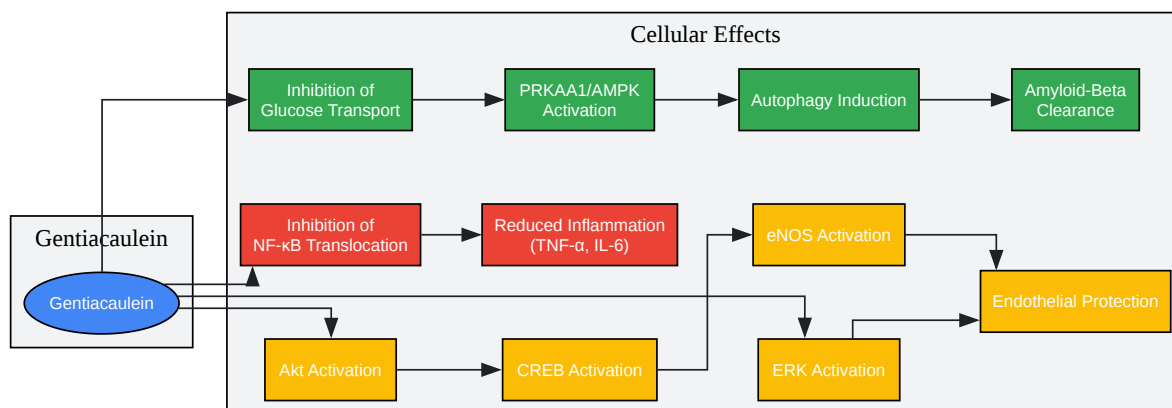 Cellular Effects
Inhibition of
Glucose Transport
PRKAA1/AMPK
Activation
Autophagy Induction
Amyloid-Beta
Clearance
Gentiacaulein
Gentiacaulein
Inhibition of
NF-κB Translocation
Reduced Inflammation
(TNF-α, IL-6)
eNOS Activation
Endothelial Protection
Akt Activation
CREB Activation
ERK Activation